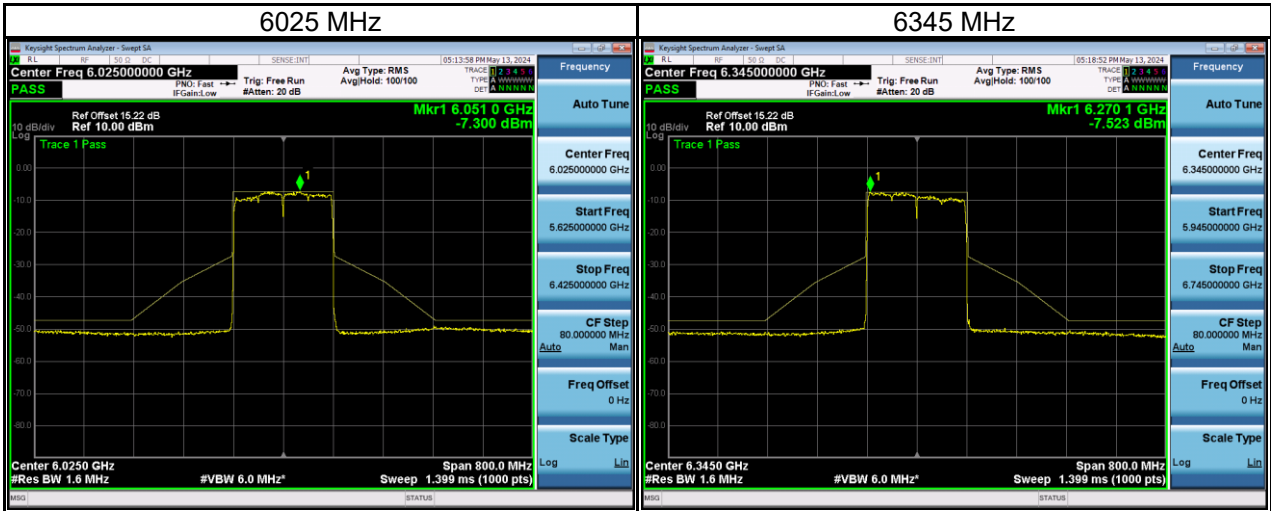 6025 MHz
Keysight Spectrum Analyzer - Swept SA
RL RF 50 Ω DC SENSE:INT 05:13:58 PM May 13, 2024
Center Freq 6.025000000 GHz
PASS
PNO: Fast
IFGain:Low
Trig: Free Run
#Atten: 20 dB
Avg Type: RMS
Avg|Hold: 100/100
TRACE 1 2 3 4 5 6
TYPE A WWWWW
DET A N N N N N
Mkr1 6.051 0 GHz
-7.300 dBm
Ref Offset 15.22 dB
10 dB/div Ref 10.00 dBm
Log
Trace 1 Pass
1
0.00
-10.0
-20.0
-30.0
-40.0
-50.0
-60.0
-70.0
-80.0
Center 6.0250 GHz Span 800.0 MHz
#Res BW 1.6 MHz #VBW 6.0 MHz* Sweep 1.399 ms (1000 pts)
MSG STATUS
Frequency
Auto Tune
Center Freq
6.025000000 GHz
Start Freq
5.625000000 GHz
Stop Freq
6.425000000 GHz
CF Step
80.000000 MHz
Auto Man
Freq Offset
0 Hz
Scale Type
Log Lin
6345 MHz
Keysight Spectrum Analyzer - Swept SA
RL RF 50 Ω DC SENSE:INT 05:18:52 PM May 13, 2024
Center Freq 6.345000000 GHz
PASS
PNO: Fast
IFGain:Low
Trig: Free Run
#Atten: 20 dB
Avg Type: RMS
Avg|Hold: 100/100
TRACE 1 2 3 4 5 6
TYPE A WWWWW
DET A N N N N N
Mkr1 6.270 1 GHz
-7.523 dBm
Ref Offset 15.22 dB
10 dB/div Ref 10.00 dBm
Log
Trace 1 Pass
1
0.00
-10.0
-20.0
-30.0
-40.0
-50.0
-60.0
-70.0
-80.0
Center 6.3450 GHz Span 800.0 MHz
#Res BW 1.6 MHz #VBW 6.0 MHz* Sweep 1.399 ms (1000 pts)
MSG STATUS
Frequency
Auto Tune
Center Freq
6.345000000 GHz
Start Freq
5.945000000 GHz
Stop Freq
6.745000000 GHz
CF Step
80.000000 MHz
Auto Man
Freq Offset
0 Hz
Scale Type
Log Lin